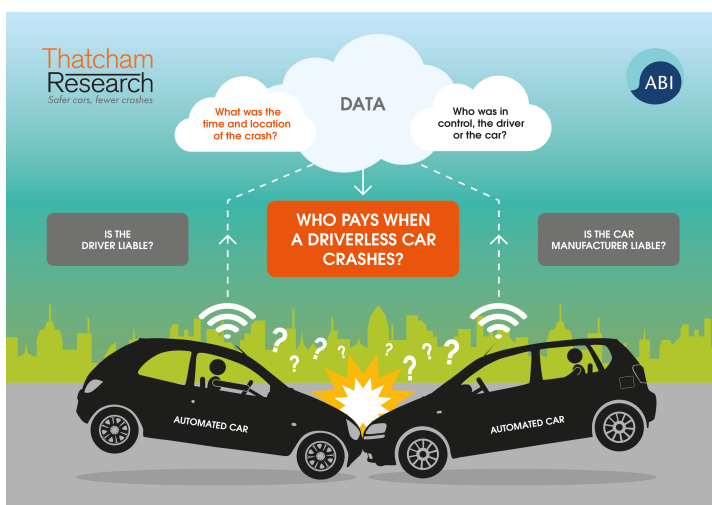 Thatcham
Research
Safer cars, fewer crashes
ABI
DATA
What was the
time and location
of the crash?
Who was in
control, the driver
or the car?
IS THE
DRIVER LIABLE?
WHO PAYS WHEN
A DRIVERLESS CAR
CRASHES?
IS THE CAR
MANUFACTURER LIABLE?
? ? ? ? ? ? ? ?
AUTOMATED CAR
AUTOMATED CAR